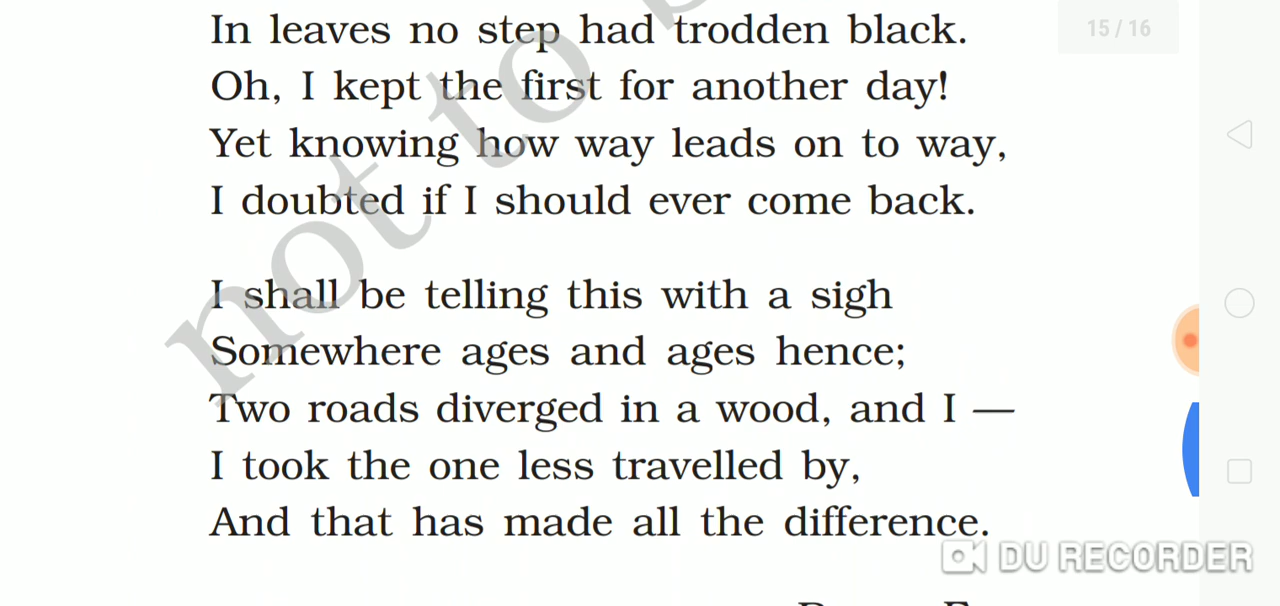 In leaves no step had trodden black.
15 / 16
Oh, I kept the first for another day!
Yet knowing how way leads on to way,
I doubted if I should ever come back.
I shall be telling this with a sigh
Somewhere ages and ages hence;
Two roads diverged in a wood, and I —
I took the one less travelled by,
And that has made all the difference.
DU RECORDER
not to